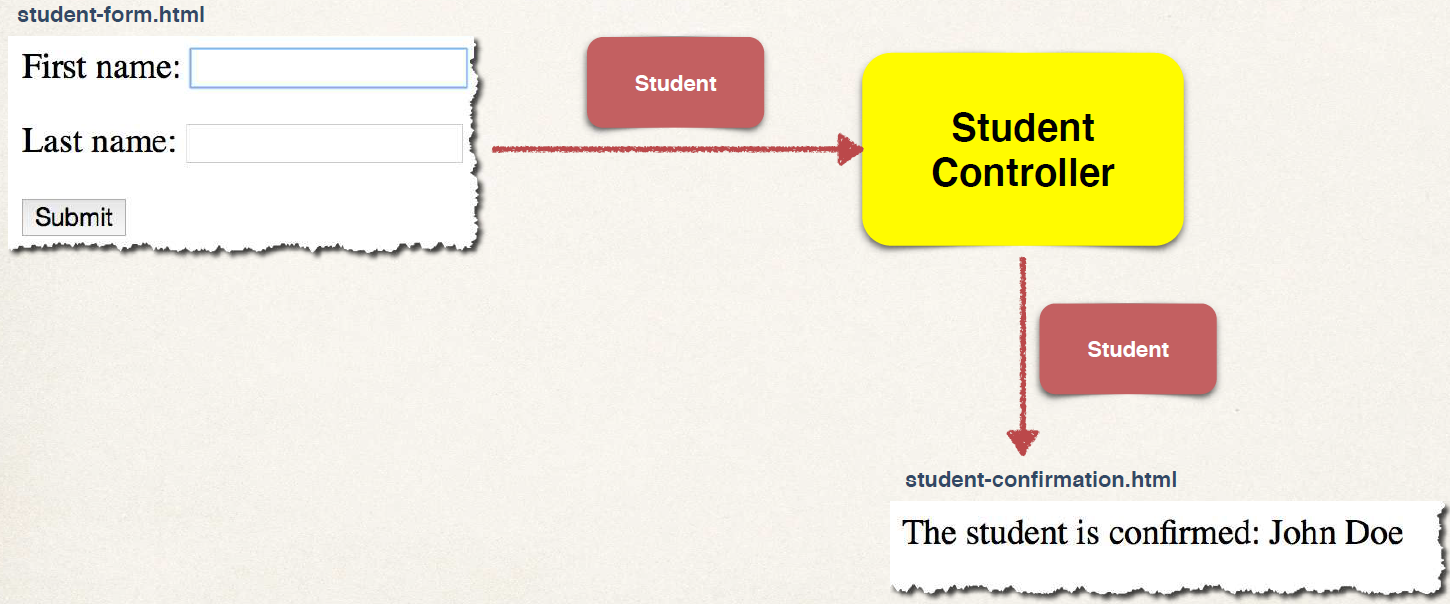 student-form.html
First name:
Last name:
Submit
Student
Student
Controller
Student
student-confirmation.html
The student is confirmed: John Doe